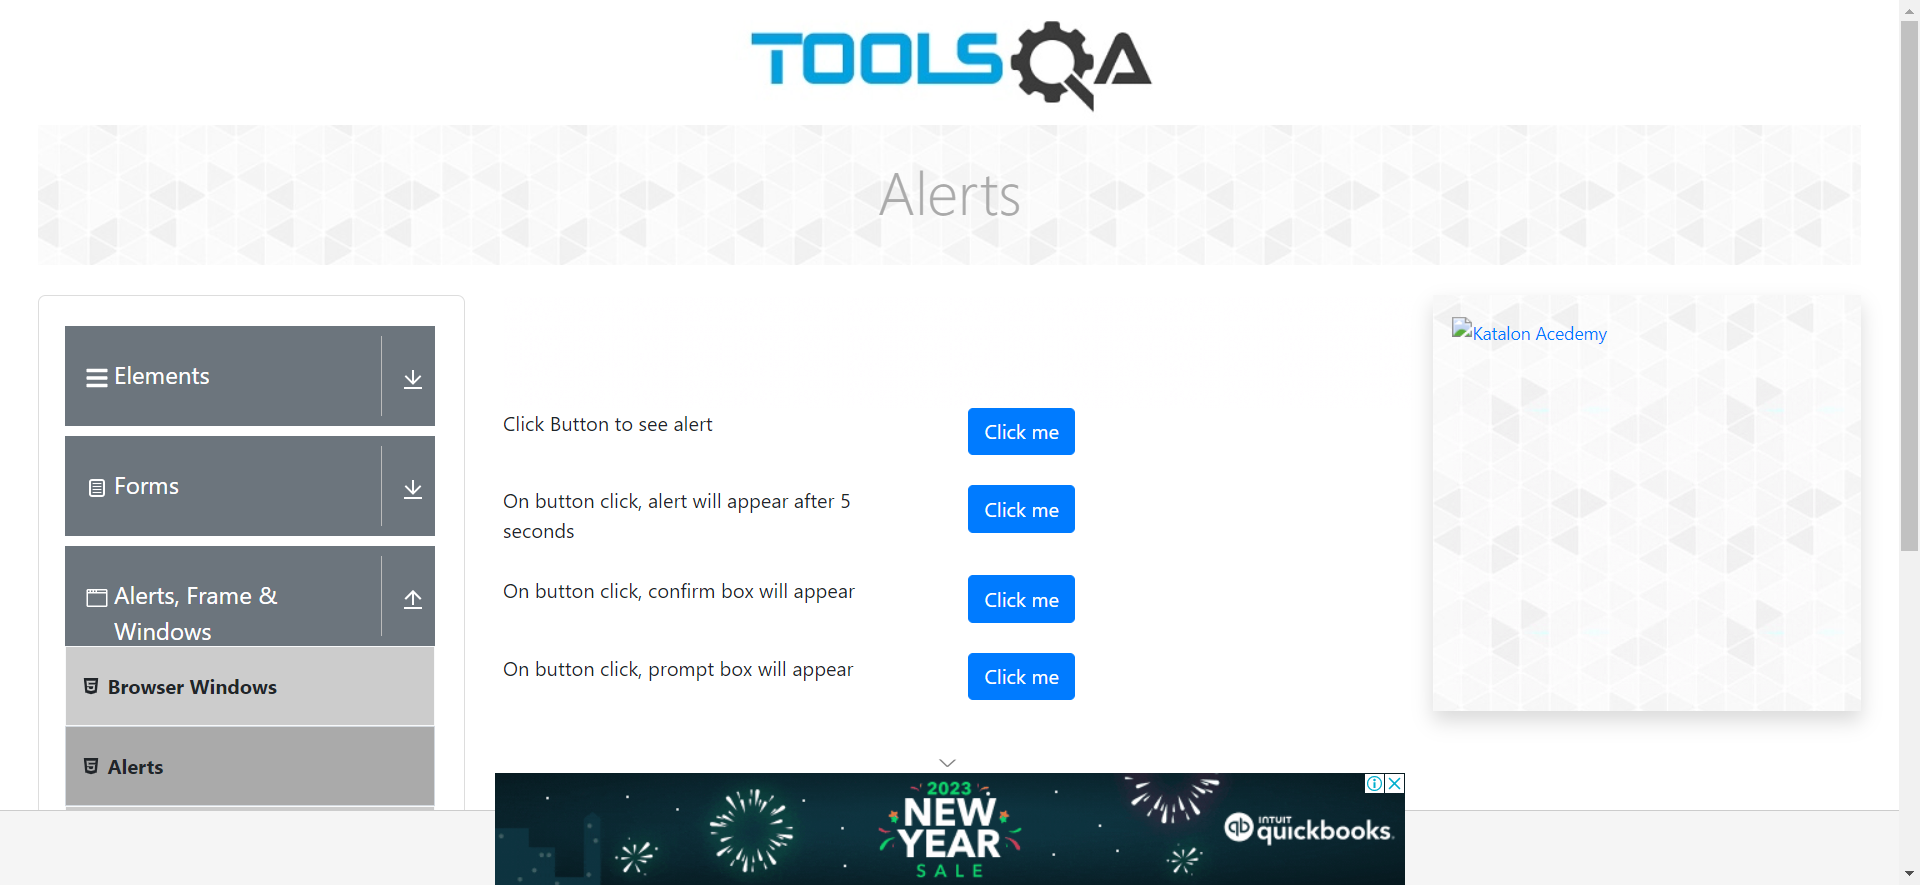 TOOLSQA
Alerts
Elements
Forms
Alerts, Frame &
Windows
Browser Windows
Alerts
Click Button to see alert
Click me
On button click, alert will appear after 5
seconds
Click me
On button click, confirm box will appear
Click me
On button click, prompt box will appear
Click me
Katalon Acedemy
2023
NEW
YEAR
SALE
qb INTUIT
quickbooks.